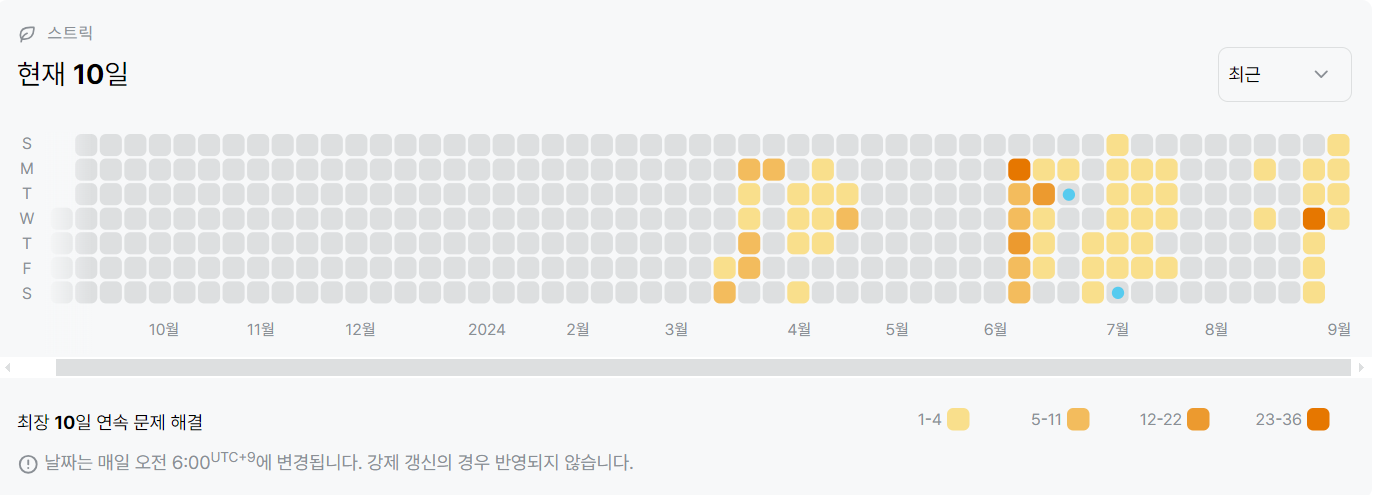 스트릭
현재 10일
최근
S
M
T
W
T
F
S
10월 11월 12월 2024 2월 3월 4월 5월 6월 7월 8월 9월
최장 10일 연속 문제 해결
1-4 5-11 12-22 23-36
날짜는 매일 오전 6:00UTC+9에 변경됩니다. 강제 갱신의 경우 반영되지 않습니다.